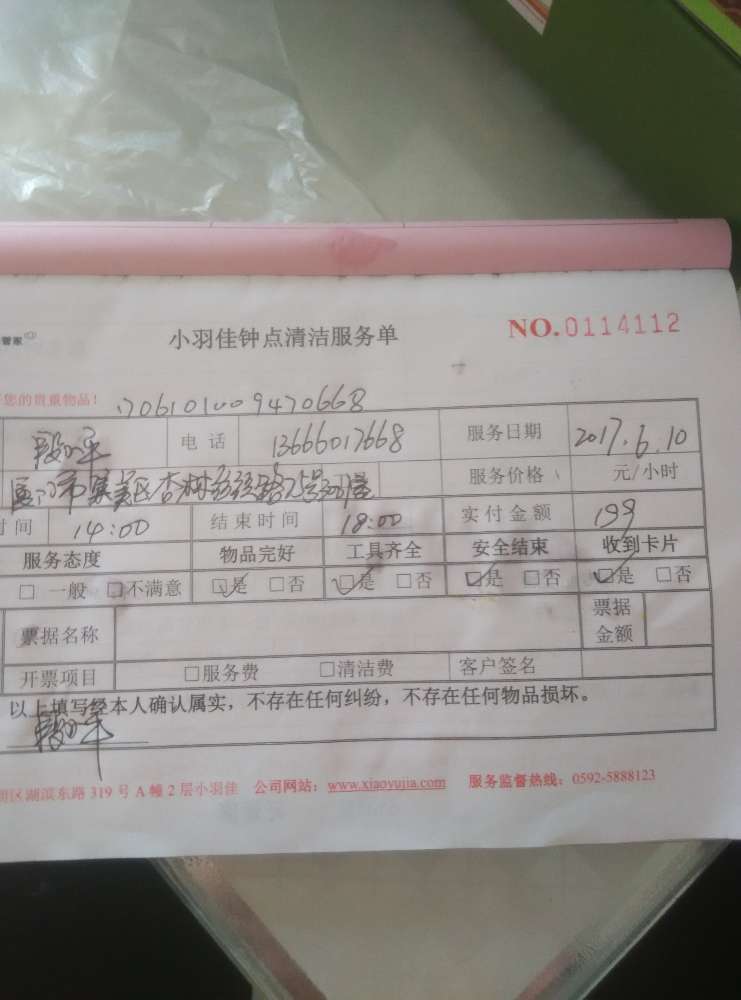 管家
小羽佳钟点清洁服务单
NO.0114112
您的贵重物品！
电 话 13666017668 服务日期 2017.6.10
厦门市集美区杏林 75号 服务价格 元/小时
时间 14:00 结束时间 18:00 实付金额 199
服务态度 物品完好 工具齐全 安全结束 收到卡片
□ 一般 □不满意 ☑是 □否 ☑是 □否 ☑是 □否 ☑是 □否
票据名称 票据金额
开票项目 □服务费 □清洁费 客户签名
以上填写经本人确认属实，不存在任何纠纷，不存在任何物品损坏。
湖区湖滨东路 319 号 A 幢 2 层小羽佳 公司网站：www.xiaoyujia.com 服务监督热线：0592-5888123